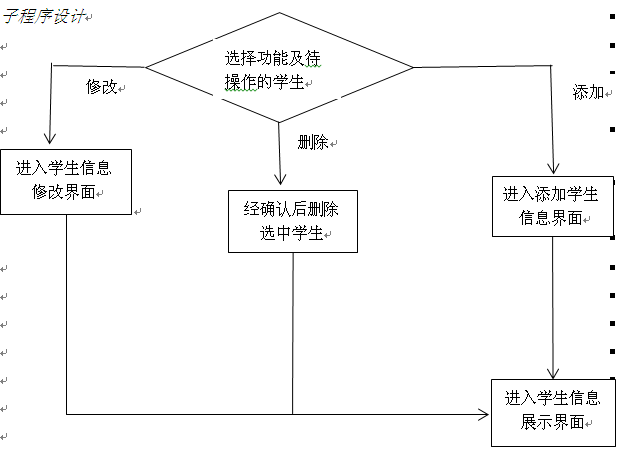 子程序设计
选择功能及待
操作的学生
修改
添加
删除
进入学生信息
修改界面
经确认后删除
选中学生
进入添加学生
信息界面
进入学生信息
展示界面